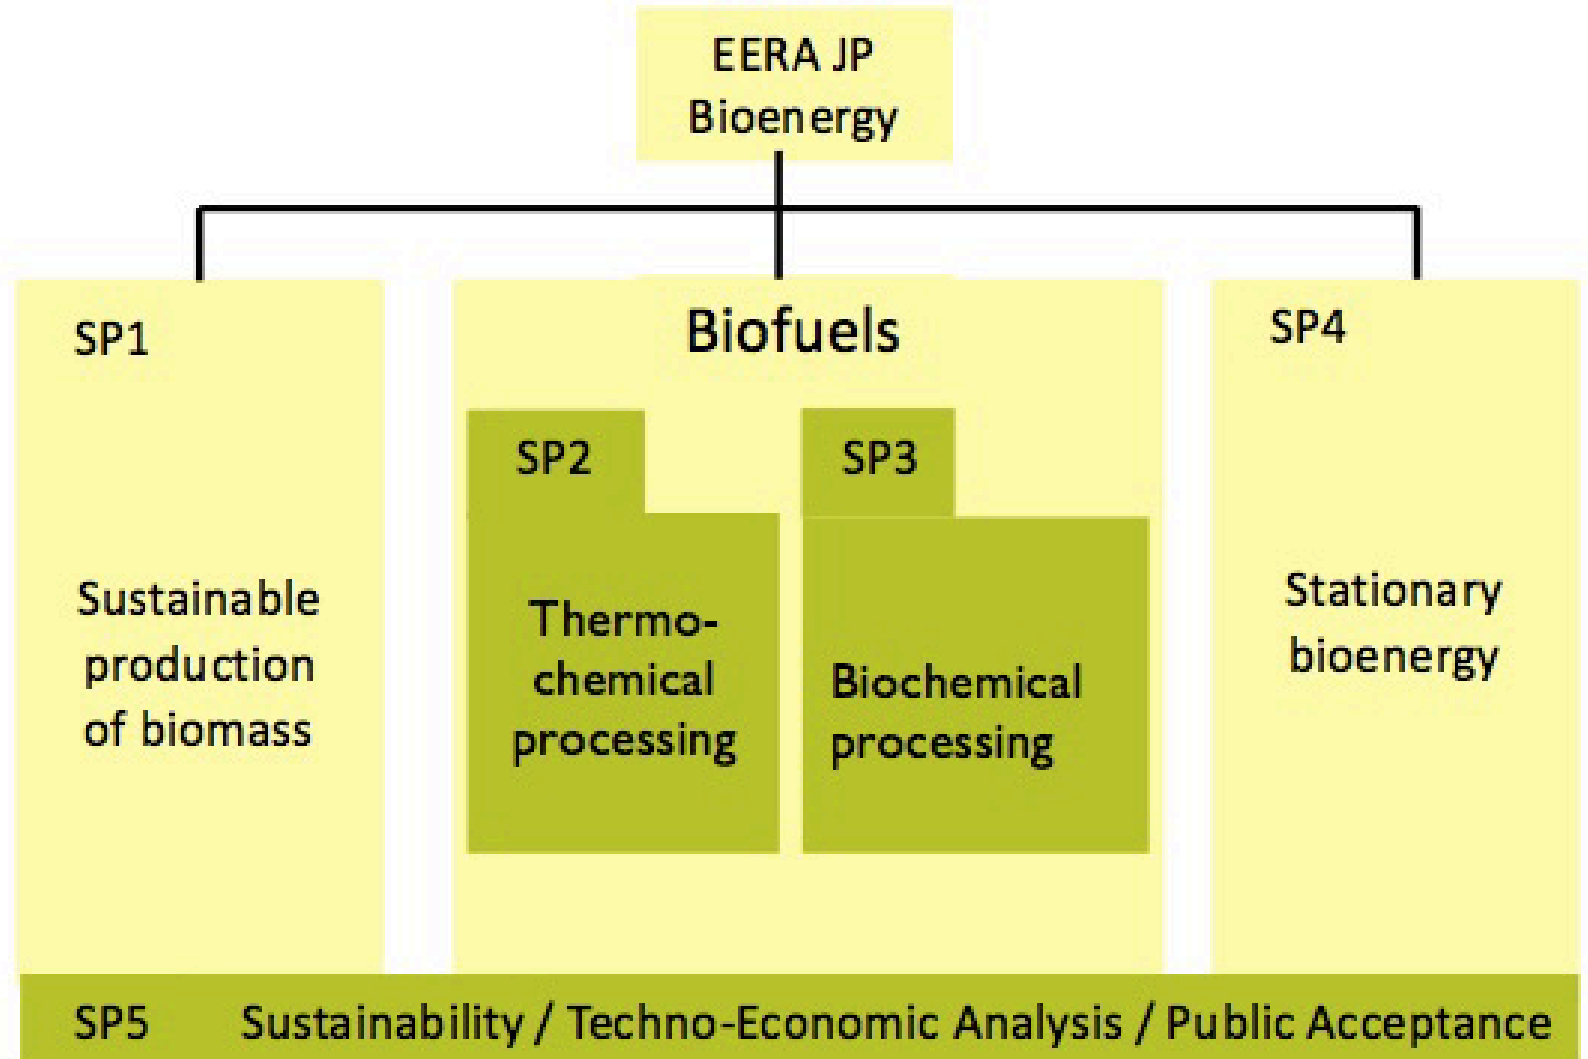 EERA JP
Bioenergy
SP1
Sustainable
production
of biomass
Biofuels
SP2
Thermo-
chemical
processing
SP3
Biochemical
processing
SP4
Stationary
bioenergy
SP5 Sustainability / Techno-Economic Analysis / Public Acceptance